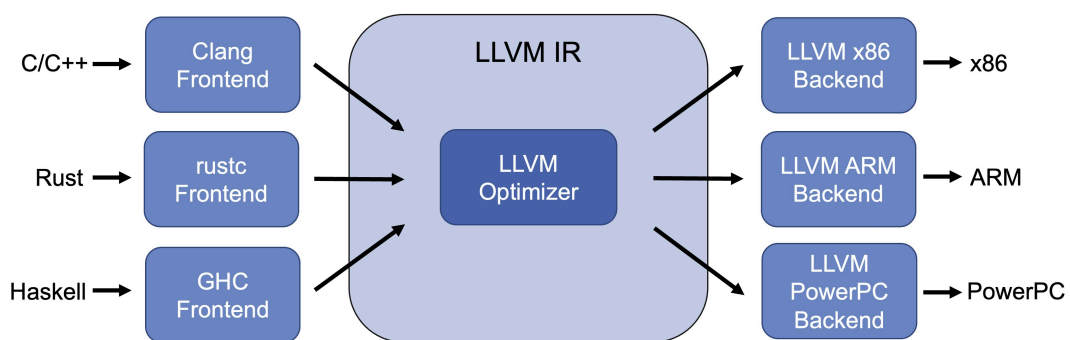 C/C++
Clang
Frontend
LLVM IR
LLVM x86
Backend
x86
Rust
rustc
Frontend
LLVM
Optimizer
LLVM ARM
Backend
ARM
Haskell
GHC
Frontend
LLVM
PowerPC
Backend
PowerPC